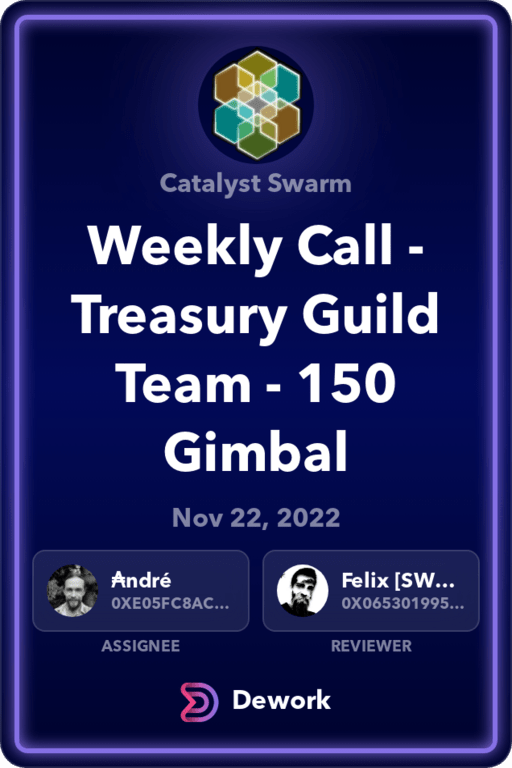 Catalyst Swarm
Weekly Call -
Treasury Guild
Team - 150
Gimbal
Nov 22, 2022
₳ndré
0XE05FC8AC...
ASSIGNEE
Felix [SW...
0X065301995...
REVIEWER
Dework